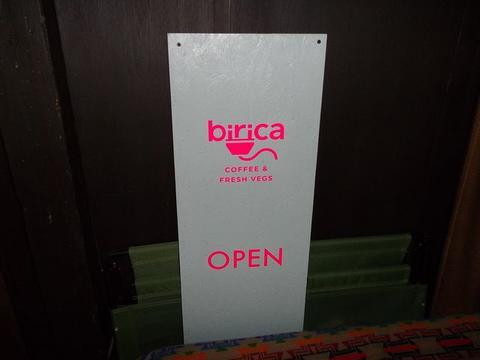 birica
COFFEE &
FRESH VEGS
OPEN